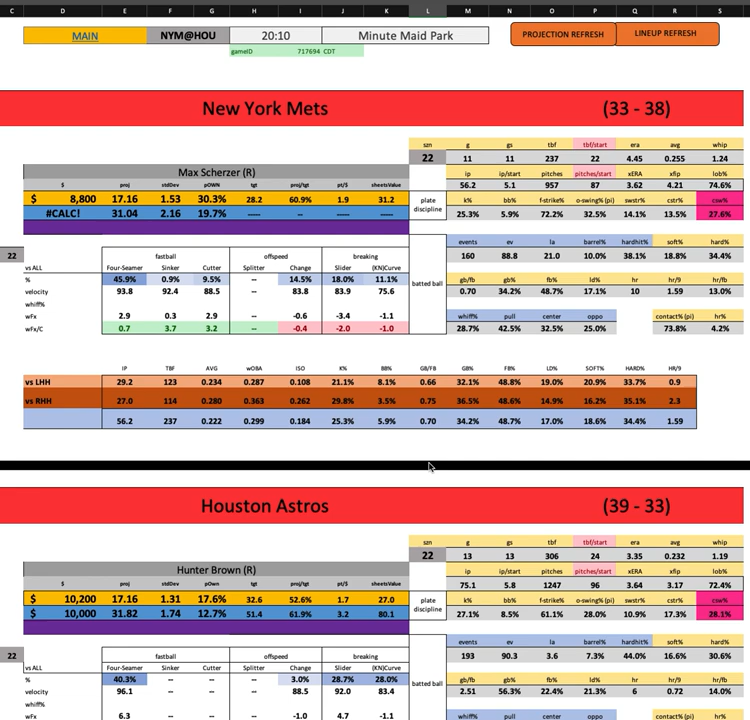 C D E F G H I J K L M N O P Q R S
MAIN NYM@HOU 20:10 Minute Maid Park PROJECTION REFRESH LINEUP REFRESH
gameID 717694 CDT
New York Mets (33 - 38)
szn g gs tbf tbf/start era avg whip
22 11 11 237 22 4.45 0.255 1.24
Max Scherzer (R) ip ip/start pitches pitches/start xERA xfip lob%
$ proj stdDev pOWN tgt proj/tgt pt/$ sheetsValue 56.2 5.1 957 87 3.62 4.21 74.6%
$ 8,800 17.16 1.53 30.3% 28.2 60.9% 1.9 31.2 plate discipline k% bb% f-strike% o-swing% (pi) swstr% cstr% csw%
#CALC! 31.04 2.16 19.7% ----- ----- -- ----- 25.3% 5.9% 72.2% 32.5% 14.1% 13.5% 27.6%
events ev la barrel% hardhit% soft% hard%
22 fastball offspeed breaking 160 88.8 21.0 10.0% 38.1% 18.8% 34.4%
vs ALL Four-Seamer Sinker Cutter Splitter Change Slider (KN)Curve batted ball
% 45.9% 0.9% 9.5% -- 14.5% 18.0% 11.1% gb/fb gb% fb% ld% hr hr/9 hr/fb
velocity 93.8 92.4 88.5 -- 83.8 83.9 75.6 0.70 34.2% 48.7% 17.1% 10 1.59 13.0%
whiff%
wFx 2.9 0.3 2.9 -- -0.6 -3.4 -1.1 whiff% pull center oppo contact% (pi) hr%
wFx/C 0.7 3.7 3.2 -- -0.4 -2.0 -1.0 28.7% 42.5% 32.5% 25.0% 73.8% 4.2%
IP TBF AVG wOBA ISO K% BB% GB/FB GB% FB% LD% SOFT% HARD% HR/9
vs LHH 29.2 123 0.234 0.287 0.108 21.1% 8.1% 0.66 32.1% 48.8% 19.0% 20.9% 33.7% 0.9
vs RHH 27.0 114 0.280 0.363 0.262 29.8% 3.5% 0.75 36.5% 48.6% 14.9% 16.2% 35.1% 2.3
56.2 237 0.222 0.299 0.184 25.3% 5.9% 0.70 34.2% 48.7% 17.0% 18.6% 34.4% 1.59
Houston Astros (39 - 33)
szn g gs tbf tbf/start era avg whip
22 13 13 306 24 3.35 0.232 1.19
Hunter Brown (R) ip ip/start pitches pitches/start xERA xfip lob%
$ proj stdDev pOwn tgt proj/tgt pt/$ sheetsValue 75.1 5.8 1247 96 3.64 3.17 72.4%
$ 10,200 17.16 1.31 17.6% 32.6 52.6% 1.7 27.0 plate discipline k% bb% f-strike% o-swing% (pi) swstr% cstr% csw%
$ 10,000 31.82 1.74 12.7% 51.4 61.9% 3.2 80.1 27.1% 8.5% 61.1% 28.0% 10.9% 17.3% 28.1%
events ev la barrel% hardhit% soft% hard%
22 fastball offspeed breaking 193 90.3 3.6 7.3% 44.0% 16.6% 30.6%
vs ALL Four-Seamer Sinker Cutter Splitter Change Slider (KN)Curve batted ball
% 40.3% -- -- -- 3.0% 28.7% 28.0% gb/fb gb% fb% ld% hr hr/9 hr/fb
velocity 96.1 -- -- -- 88.5 92.0 83.4 2.51 56.3% 22.4% 21.3% 6 0.72 14.0%
whiff%
wFx 6.3 -- -- -- -1.0 4.7 -1.1 whiff% pull center oppo contact% (pi) hr%